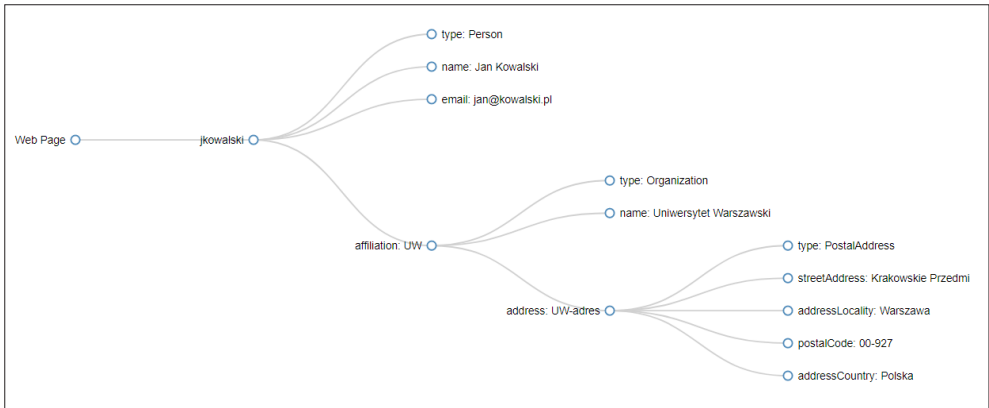 type: Person
name: Jan Kowalski
email: jan@kowalski.pl
Web Page
jkowalski
type: Organization
name: Uniwersytet Warszawski
affiliation: UW
type: PostalAddress
streetAddress: Krakowskie Przedmi
address: UW-adres
addressLocality: Warszawa
postalCode: 00-927
addressCountry: Polska